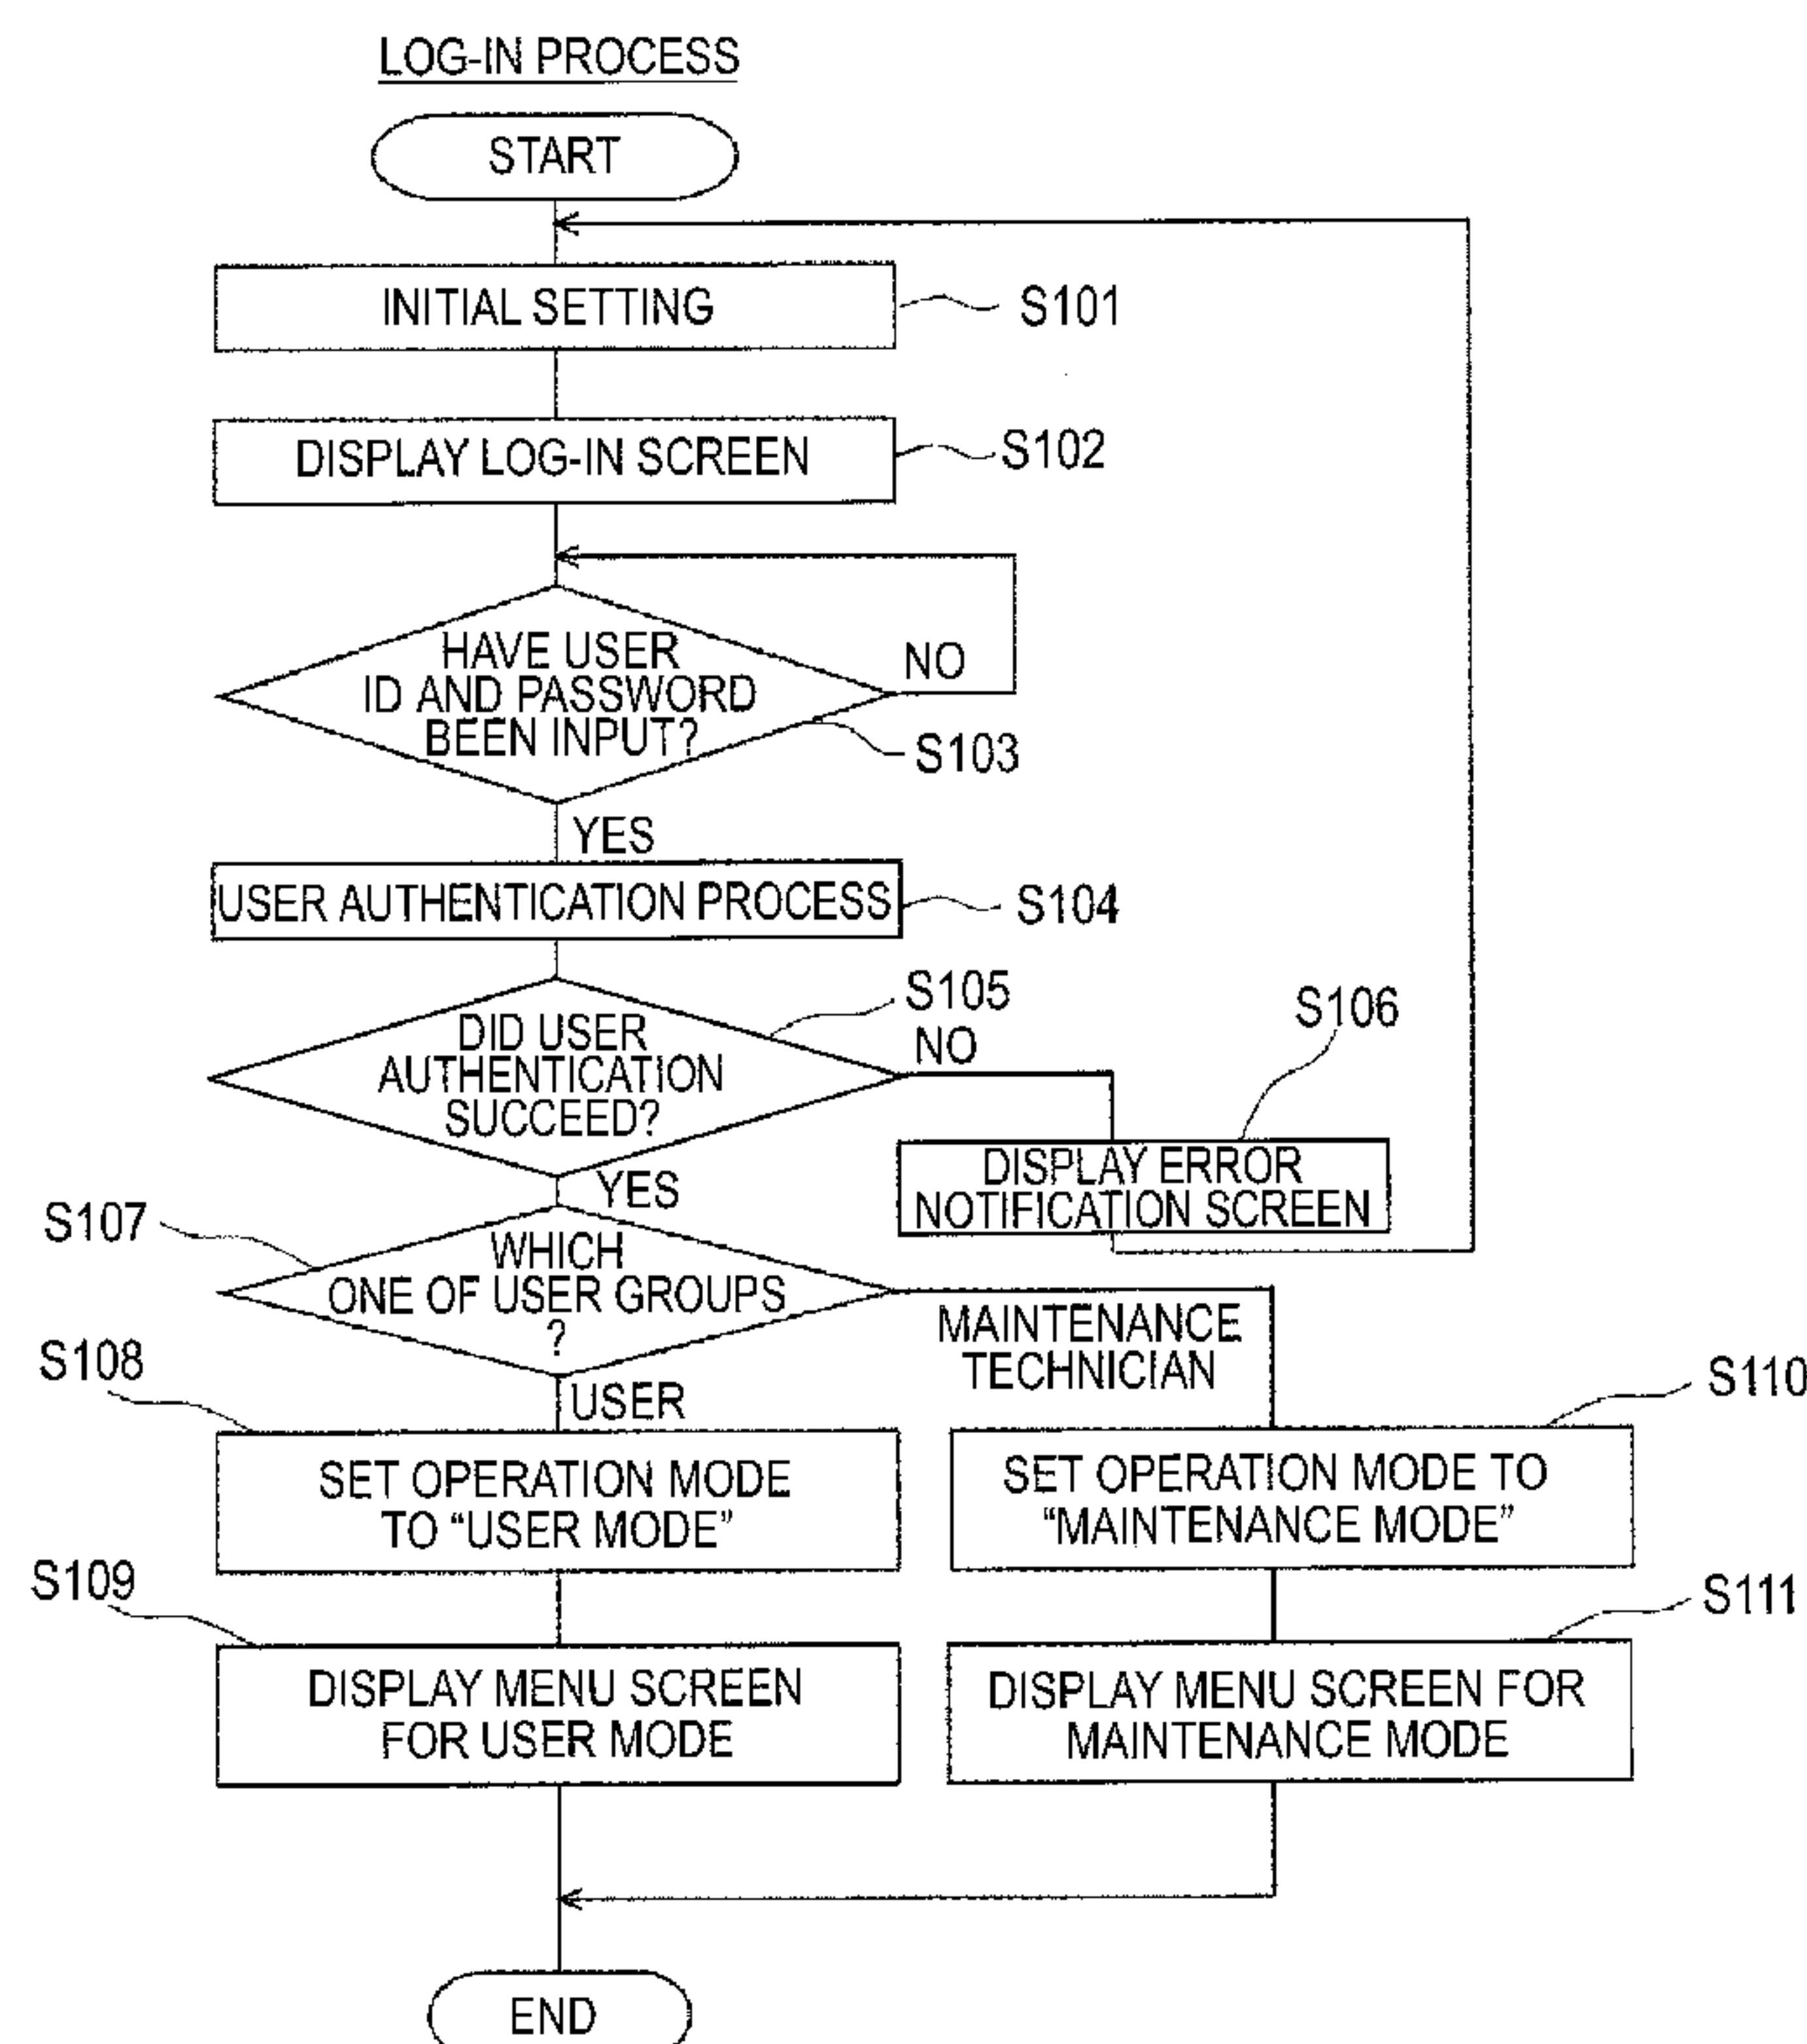 LOG-IN PROCESS
START
INITIAL SETTING
S101
DISPLAY LOG-IN SCREEN
S102
HAVE USER
ID AND PASSWORD
BEEN INPUT?
NO
S103
YES
USER AUTHENTICATION PROCESS
S104
DID USER
AUTHENTICATION
SUCCEED?
S105
NO
S106
DISPLAY ERROR
NOTIFICATION SCREEN
YES
S107
WHICH
ONE OF USER GROUPS
?
MAINTENANCE
TECHNICIAN
USER
S108
SET OPERATION MODE
TO “USER MODE”
S110
SET OPERATION MODE TO
“MAINTENANCE MODE”
S109
DISPLAY MENU SCREEN
FOR USER MODE
S111
DISPLAY MENU SCREEN FOR
MAINTENANCE MODE
END